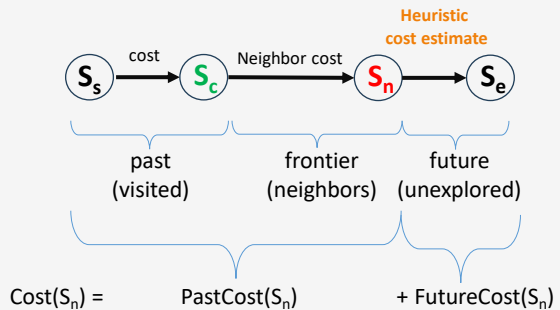 Heuristic
cost estimate
cost
Neighbor cost
Sₛ
S꜀
Sₙ
Sₑ
past
(visited)
frontier
(neighbors)
future
(unexplored)
Cost(Sₙ) = PastCost(Sₙ) + FutureCost(Sₙ)